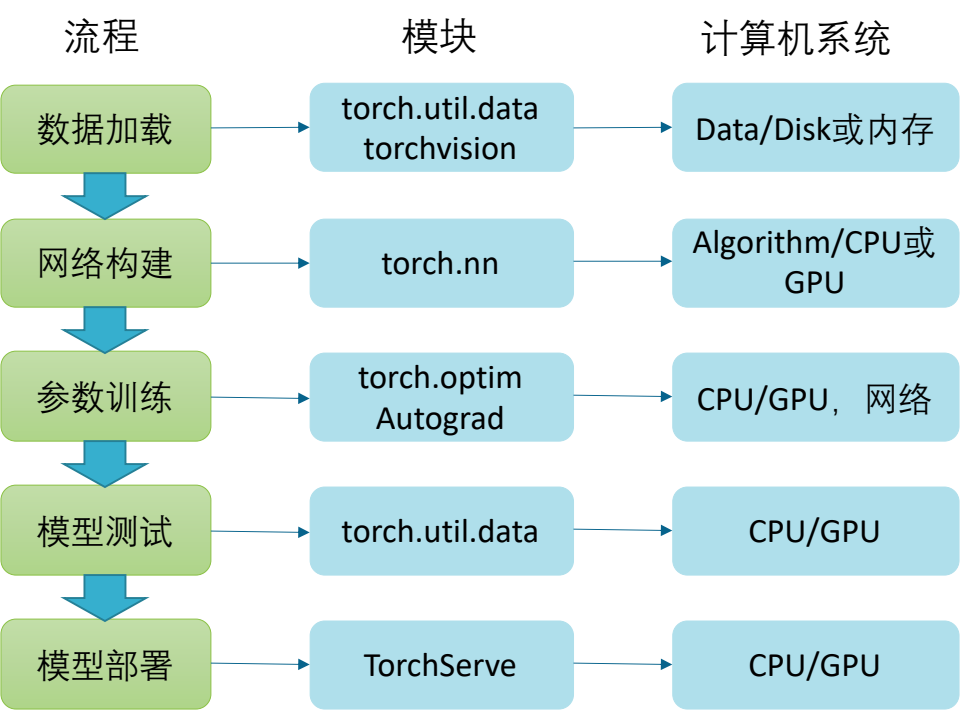 流程
模块
计算机系统
数据加载
torch.util.data
torchvision
Data/Disk或内存
网络构建
torch.nn
Algorithm/CPU或
GPU
参数训练
torch.optim
Autograd
CPU/GPU，网络
模型测试
torch.util.data
CPU/GPU
模型部署
TorchServe
CPU/GPU